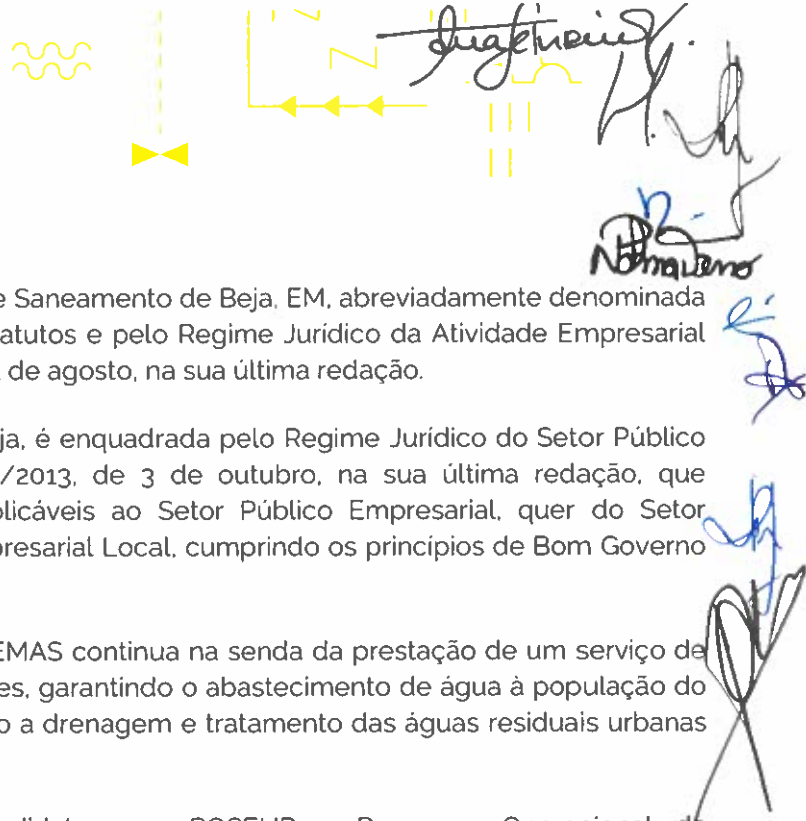 e Saneamento de Beja, EM, abreviadamente denominada
tatutos e pelo Regime Jurídico da Atividade Empresarial
de agosto, na sua última redação.
ja, é enquadrada pelo Regime Jurídico do Setor Público
/2013, de 3 de outubro, na sua última redação, que
plicáveis ao Setor Público Empresarial, quer do Setor
presarial Local, cumprindo os princípios de Bom Governo
EMAS continua na senda da prestação de um serviço de
es, garantindo o abastecimento de água à população do
o a drenagem e tratamento das águas residuais urbanas